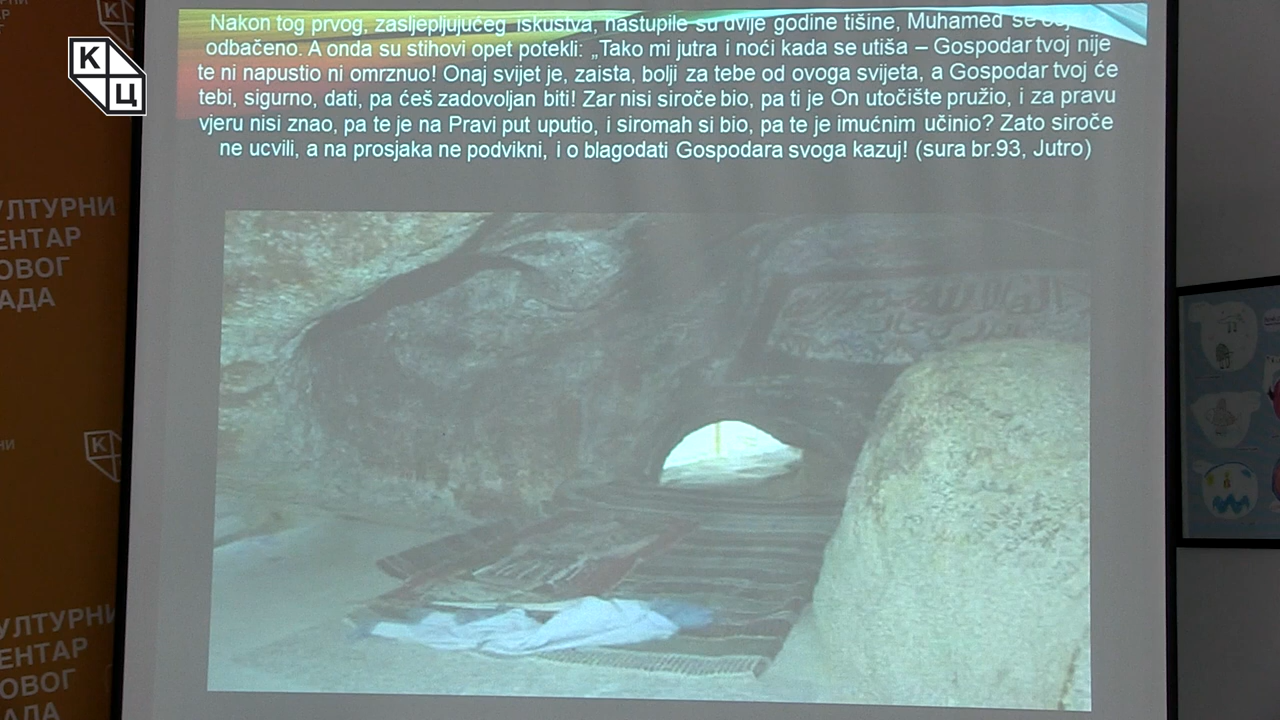 Nakon tog prvog, zasljepljujućeg iskustva, nastupile su dvije godine tišine, Muhamed se
odbačeno. A onda su stihovi opet potekli: „Tako mi jutra i noći kada se utiša – Gospodar tvoj nije
te ni napustio ni omrznuo! Onaj svijet je, zaista, bolji za tebe od ovoga svijeta, a Gospodar tvoj će
tebi, sigurno, dati, pa ćeš zadovoljan biti! Zar nisi siroče bio, pa ti je On utočište pružio, i za pravu
vjeru nisi znao, pa te je na Pravi put uputio, i siromah si bio, pa te je imućnim učinio? Zato siroče
ne ucvili, a na prosjaka ne podvikni, i o blagodati Gospodara svoga kazuj! (sura br.93, Jutro)
К
Ц
УЛТУРНИ
ЕНТАР
ОВОГ
АДА
К
УЛТУРНИ
ЕНТАР
ОВОГ
АДА